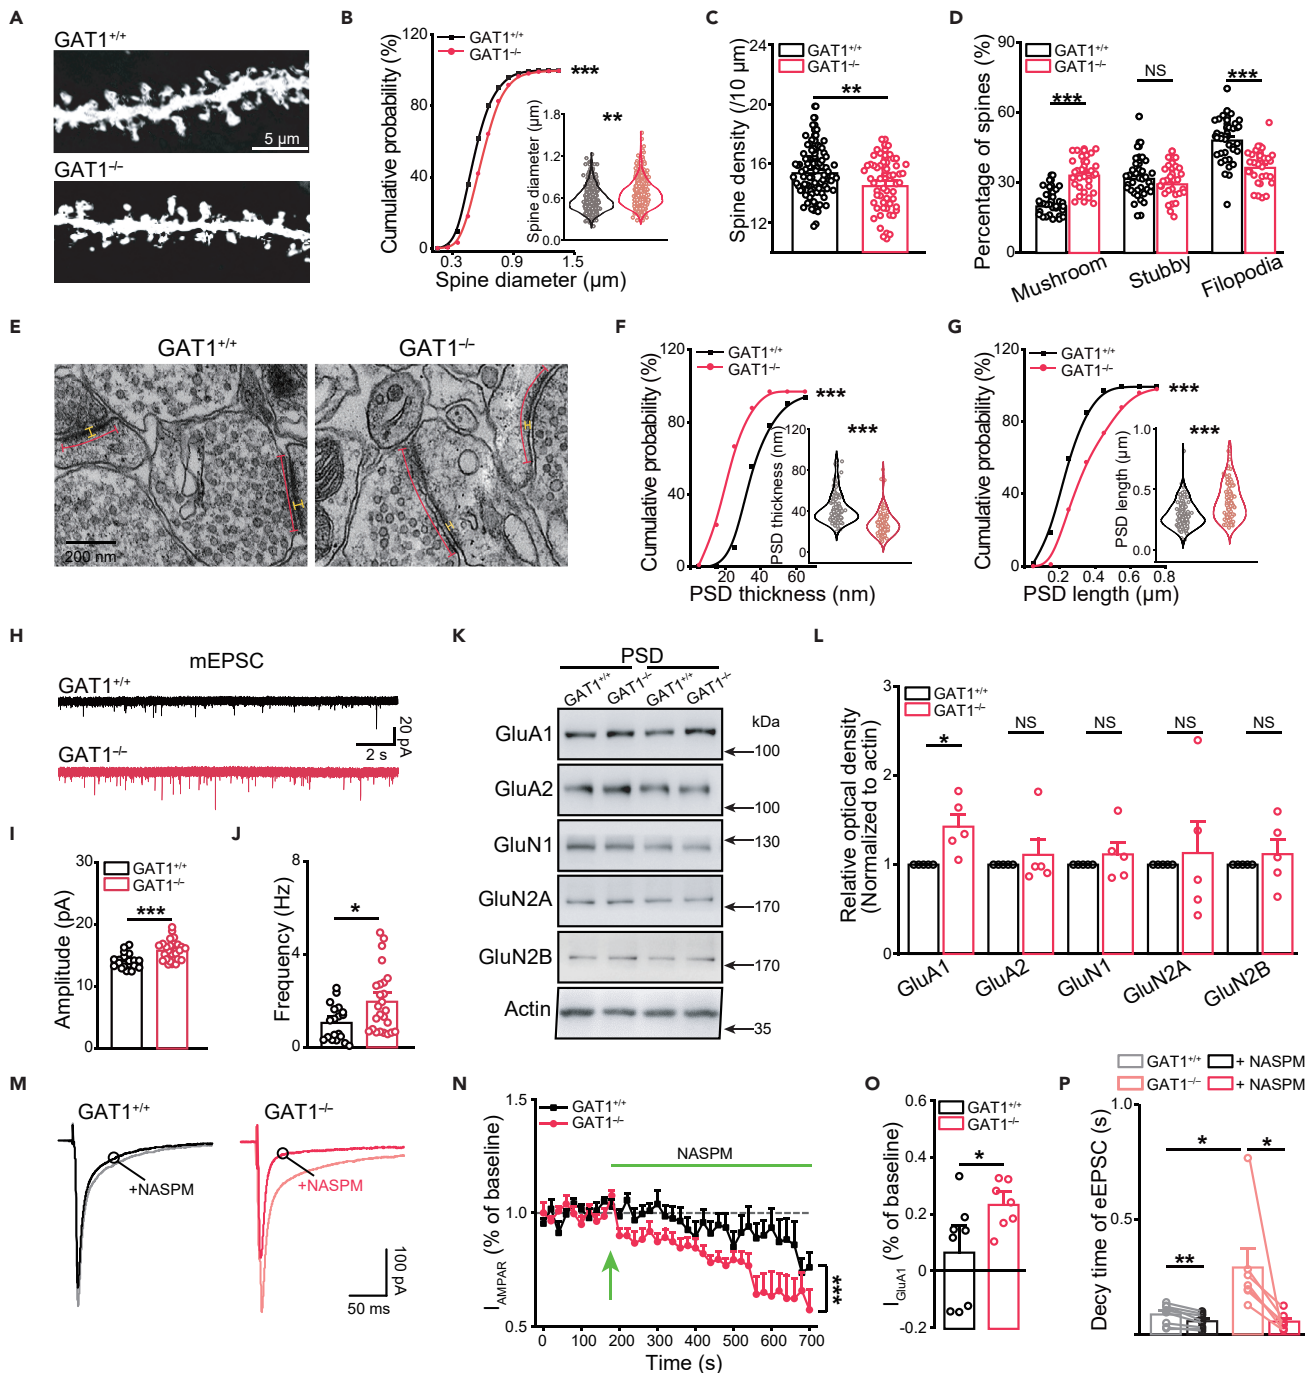 A
GAT1+/+
5 µm
GAT1−/−
B
GAT1+/+
GAT1−/−
Cumulative probability (%)
120
80
40
0
0.3 0.9 1.5
Spine diameter (µm)
***
**
Spine diameter (µm)
1.8
1.2
0.6
0.0
C
Spine density (/10 µm)
24
20
16
12
GAT1+/+
GAT1−/−
**
D
Percentage of spines (%)
90
60
30
0
GAT1+/+
GAT1−/−
*** NS ***
Mushroom Stubby Filopodia
E
GAT1+/+ GAT1−/−
200 nm
F
Cumulative probability (%)
120
80
40
0
GAT1+/+
GAT1−/−
***
20 40 60
PSD thickness (nm)
***
PSD thickness (nm)
120
80
40
0
G
Cumulative probability (%)
120
80
40
0
GAT1+/+
GAT1−/−
***
0.2 0.4 0.6 0.8
PSD length (µm)
***
PSD length (µm)
1.0
0.5
0.0
H
mEPSC
GAT1+/+
20 pA
2 s
GAT1−/−
I
Amplitude (pA)
30
20
10
0
GAT1+/+
GAT1−/−
***
J
Frequency (Hz)
8
4
0
*
K
PSD
GAT1+/+ GAT1−/− GAT1+/+ GAT1−/−
kDa
GluA1
100
GluA2
100
GluN1
130
GluN2A
170
GluN2B
170
Actin
35
L
Relative optical density
(Normalized to actin)
3
2
1
0
GAT1+/+
GAT1−/−
* NS NS NS NS
GluA1 GluA2 GluN1 GluN2A GluN2B
M
GAT1+/+ GAT1−/−
+NASPM +NASPM
100 pA
50 ms
N
IAMPAR (% of baseline)
1.5
1.0
0.5
GAT1+/+
GAT1−/−
NASPM
***
0 100 200 300 400 500 600 700
Time (s)
O
IGluA1 (% of baseline)
0.6
0.4
0.2
0
-0.2
GAT1+/+
GAT1−/−
*
P
GAT1+/+ + NASPM
GAT1−/− + NASPM
Decy time of eEPSC (s)
1.0
0.5
0
* *
**